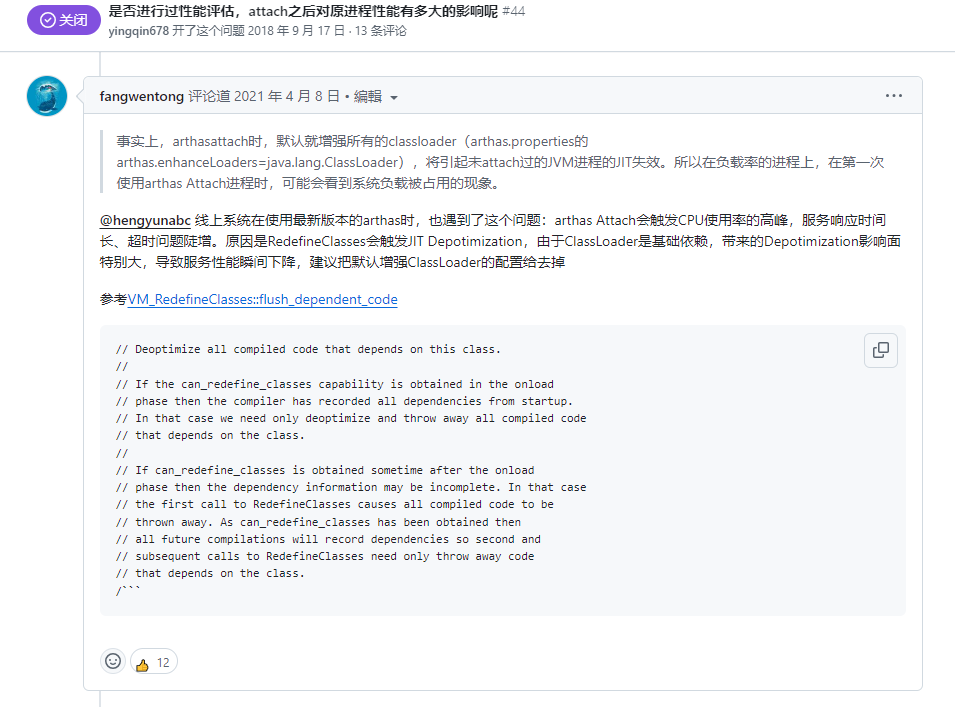 关闭
是否进行过性能评估，attach之后对原进程性能有多大的影响呢 #44
yingqin678 开了这个问题 2018 年 9 月 17 日 · 13 条评论
fangwentong 评论道 2021 年 4 月 8 日 • 编辑
事实上，arthasattach时，默认就增强所有的classloader（arthas.properties的
arthas.enhanceLoaders=java.lang.ClassLoader），将引起未attach过的JVM进程的JIT失效。所以在负载率的进程上，在第一次
使用arthas Attach进程时，可能会看到系统负载被占用的现象。
@hengyunabc 线上系统在使用最新版本的arthas时，也遇到了这个问题：arthas Attach会触发CPU使用率的高峰，服务响应时间
长、超时问题陡增。原因是RedefineClasses会触发JIT Depotimization，由于ClassLoader是基础依赖，带来的Depotimization影响面
特别大，导致服务性能瞬间下降，建议把默认增强ClassLoader的配置给去掉
参考VM_RedefineClasses::flush_dependent_code
// Deoptimize all compiled code that depends on this class.
//
// If the can_redefine_classes capability is obtained in the onload
// phase then the compiler has recorded all dependencies from startup.
// In that case we need only deoptimize and throw away all compiled code
// that depends on the class.
//
// If can_redefine_classes is obtained sometime after the onload
// phase then the dependency information may be incomplete. In that case
// the first call to RedefineClasses causes all compiled code to be
// thrown away. As can_redefine_classes has been obtained then
// all future compilations will record dependencies so second and
// subsequent calls to RedefineClasses need only throw away code
// that depends on the class.
/```
12